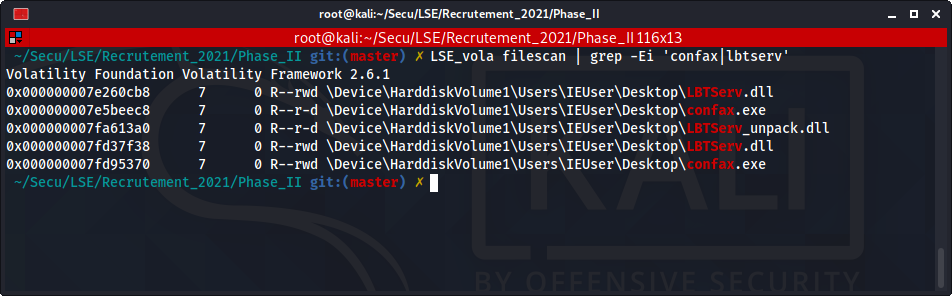 root@kali:~/Secu/LSE/Recrutement_2021/Phase_II
root@kali:~/Secu/LSE/Recrutement_2021/Phase_II 116x13
~/Secu/LSE/Recrutement_2021/Phase_II git:(master) ✗ LSE_vola filescan | grep -Ei 'confax|lbtserv'
Volatility Foundation Volatility Framework 2.6.1
0x000000007e260cb8      7      0 R--rwd \Device\HarddiskVolume1\Users\IEUser\Desktop\LBTServ.dll
0x000000007e5beec8      7      0 R--r-d \Device\HarddiskVolume1\Users\IEUser\Desktop\confax.exe
0x000000007fa613a0      7      0 R--r-d \Device\HarddiskVolume1\Users\IEUser\Desktop\LBTServ_unpack.dll
0x000000007fd37f38      7      0 R--rwd \Device\HarddiskVolume1\Users\IEUser\Desktop\LBTServ.dll
0x000000007fd95370      7      0 R--rwd \Device\HarddiskVolume1\Users\IEUser\Desktop\confax.exe
~/Secu/LSE/Recrutement_2021/Phase_II git:(master) ✗
KALI
BY OFFENSIVE SECURITY